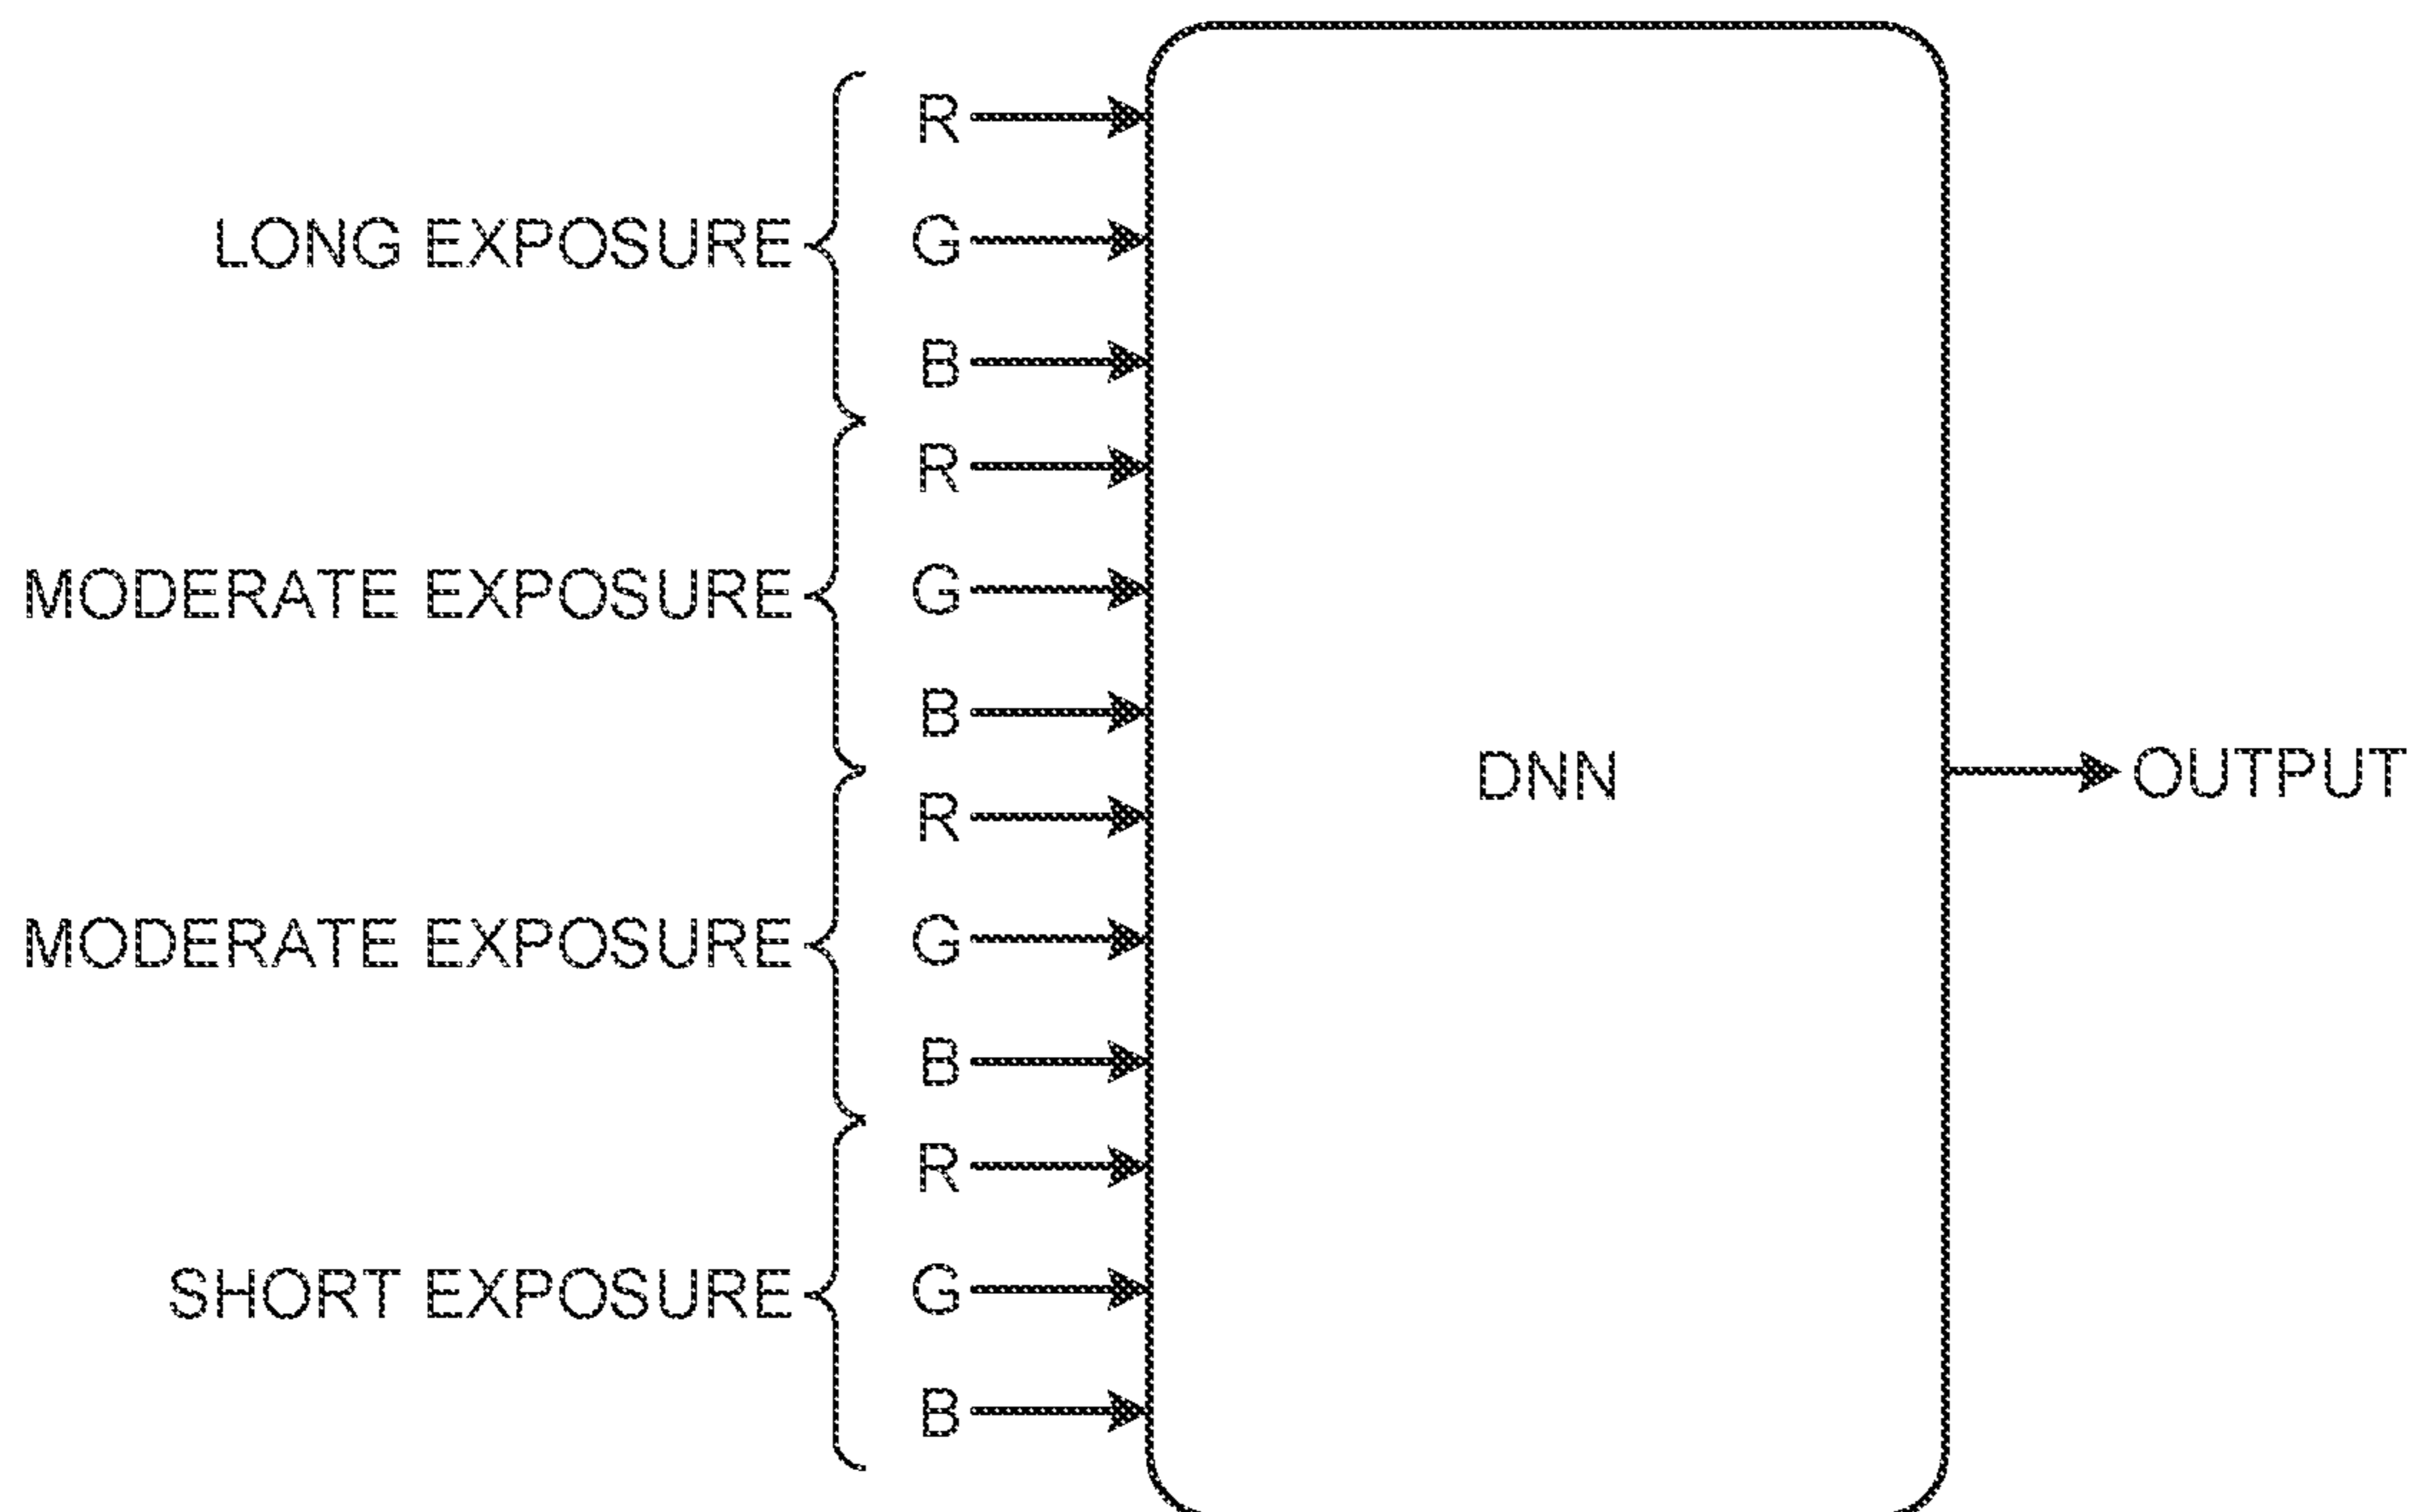 R
LONG EXPOSURE G
B
R
MODERATE EXPOSURE G
B
DNN OUTPUT
R
MODERATE EXPOSURE G
B
R
SHORT EXPOSURE G
B